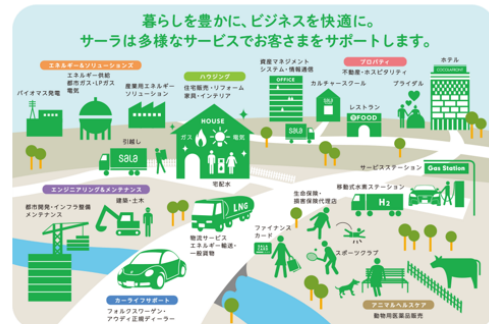 暮らしを豊かに、ビジネスを快適に。
サーラは多様なサービスでお客さまをサポートします。
エネルギー&ソリューションズ
エネルギー供給
都市ガス・LPガス
電気
バイオマス発電
産業用エネルギー
ソリューション
ハウジング
住宅販売・リフォーム
家具・インテリア
資産マネジメント
システム・情報通信
OFFICE
カルチャースクール
プロパティ
不動産・ホスピタリティ
レストラン
FOOD
ブライダル
ホテル
引越し
sala
HOUSE
ガス
電気
宅配水
sala
サービスステーション
Gas Station
移動式水素ステーション
H2
エンジニアリング&メンテナンス
都市開発・インフラ整備
メンテナンス
建築・土木
LNG
物流サービス
エネルギー輸送・
一般貨物
生命保険・
損害保険代理店
ファイナンス
カード
スポーツクラブ
カーライフサポート
フォルクスワーゲン・
アウディ正規ディーラー
アニマルヘルスケア
動物用医薬品販売